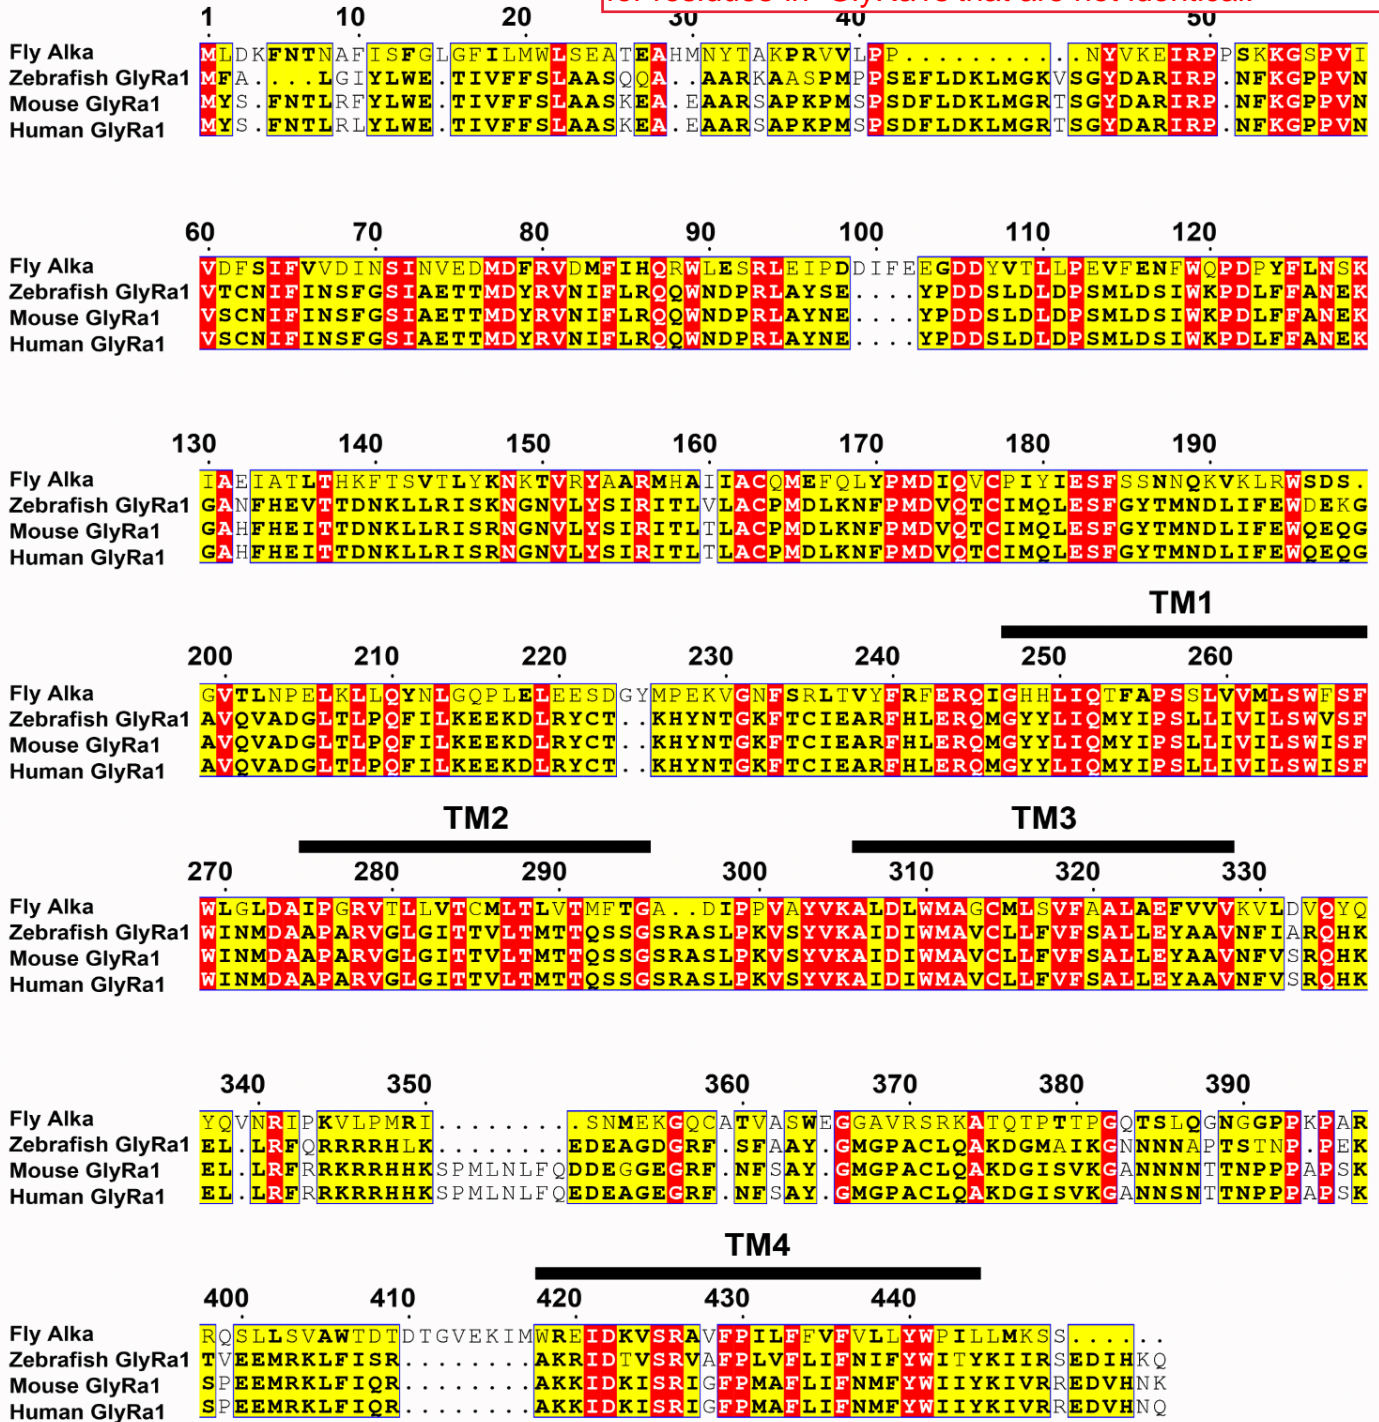 for residues in GlyRa1s that are not identical.
1 10 20 30 40 50
Fly Alka MLDKFNTNAFISFGLGFILMWLSEATEAHMNYTAKPRVVLPP...........NYVKEIRPPSKKGSPVI
Zebrafish GlyRa1 MFA....LGIYLWE.TIVFFSLAASQQA.AARKAASPMPPSEFLDKLMGKVSGYDARIRP.NFKGPPVN
Mouse GlyRa1 MYS.FNTLRFYLWE.TIVFFSLAASKEA.EAARSAPKPMSPSDFLDKLMGRTSGYDARIRP.NFKGPPVN
Human GlyRa1 MYS.FNTLRLYLWE.TIVFFSLAASKEA.EAARSAPKPMSPSDFLDKLMGRTSGYDARIRP.NFKGPPVN
60 70 80 90 100 110 120
Fly Alka VDFSIFVVDINSINVEDMDFRVDMFIHQRWLESRLEIPDDIFEEGDDYVTLLPEVFENFWQPDPYFLNSK
Zebrafish GlyRa1 VTCNIFINSFGSIAETTMDYRVNIFLRQQWNDPRLAYSE....YPDDSLDLDPSMLDSIWKPDLFFANEK
Mouse GlyRa1 VSCNIFINSFGSIAETTMDYRVNIFLRQQWNDPRLAYNE....YPDDSLDLDPSMLDSIWKPDLFFANEK
Human GlyRa1 VSCNIFINSFGSIAETTMDYRVNIFLRQQWNDPRLAYNE....YPDDSLDLDPSMLDSIWKPDLFFANEK
130 140 150 160 170 180 190
Fly Alka IAEIATLTHKFTSVTLYKNKTVRYAARMHAIIACQMEFQLYPMDIQVCPIYIESFSSNNQKVKLRWSDS.
Zebrafish GlyRa1 GANFHEVTTDNKLLRISKNGNVLYSIRITLVLACPMDLKNFPMDVQTCIMQLESFGYTMNDLIFEWDEKG
Mouse GlyRa1 GAHFHEITTDNKLLRISRNGNVLYSIRITLTLACPMDLKNFPMDVQTCIMQLESFGYTMNDLIFEWQEQG
Human GlyRa1 GAHFHEITTDNKLLRISRNGNVLYSIRITLTLACPMDLKNFPMDVQTCIMQLESFGYTMNDLIFEWQEQG
TM1
200 210 220 230 240 250 260
Fly Alka GVTLNPELKLLQYNLGQPLELEESDGYMPEKVGNFSRLTVYFRFERQIGHHLIQTFAPSSLVVMLSWFSF
Zebrafish GlyRa1 AVQVADGLTLPQFILKEEKDLRYCT..KHYNTGKFTCIEARFHLERQMGYYLIQMYIPSLLIVILSWVSF
Mouse GlyRa1 AVQVADGLTLPQFILKEEKDLRYCT..KHYNTGKFTCIEARFHLERQMGYYLIQMYIPSLLIVILSWISF
Human GlyRa1 AVQVADGLTLPQFILKEEKDLRYCT..KHYNTGKFTCIEARFHLERQMGYYLIQMYIPSLLIVILSWISF
TM2 TM3
270 280 290 300 310 320 330
Fly Alka WLGLDAIPGRVTLLVTCMLTLVTMFTGA..DIPPVAYVKALDLWMAGCMLSVFAALAEFVVVKVLDVQYQ
Zebrafish GlyRa1 WINMDAAPARVGLGITTVLTMTTQSSGSRASLPKVSYVKAIDIWMAVCLLFVFSALLEYAAVNFIARQHK
Mouse GlyRa1 WINMDAAPARVGLGITTVLTMTTQSSGSRASLPKVSYVKAIDIWMAVCLLFVFSALLEYAAVNFVSRQHK
Human GlyRa1 WINMDAAPARVGLGITTVLTMTTQSSGSRASLPKVSYVKAIDIWMAVCLLFVFSALLEYAAVNFVSRQHK
340 350 360 370 380 390
Fly Alka YQVNRIPKVLPMRI.........SNMEKGQCATVASWEGGAVRSRKATQTPTTPGQTSLQGNGGPPKPAR
Zebrafish GlyRa1 EL.LRFQRRRRHLK........EDEAGDGRF.SFAAY.GMGPACLQAKDGMAIKGNNNNAPTSTNP.PEK
Mouse GlyRa1 EL.LRFRRKRRHHKSPMLNLFQDDEGGEGRF.NFSAY.GMGPACLQAKDGISVKGANNNNTTNPPPAPSK
Human GlyRa1 EL.LRFRRKRRHHKSPMLNLFQEDEAGEGRF.NFSAY.GMGPACLQAKDGISVKGANNSNTTNPPPAPSK
TM4
400 410 420 430 440
Fly Alka RQSLLSVAWTDTDTGVEKIMWREIDKVSRAVFPILFFVFVLLYWPILLMKSS......
Zebrafish GlyRa1 TVEEMRKLFISR........AKRIDTVSRVAFPLVFLIFNIFYWITYKIIRSEDIHKQ
Mouse GlyRa1 SPEEMRKLFIQR........AKKIDKISRIGFPMAFLIFNMFYWIIYKIVRREDVHNK
Human GlyRa1 SPEEMRKLFIQR........AKKIDKISRIGFPMAFLIFNMFYWIIYKIVRREDVHNQ